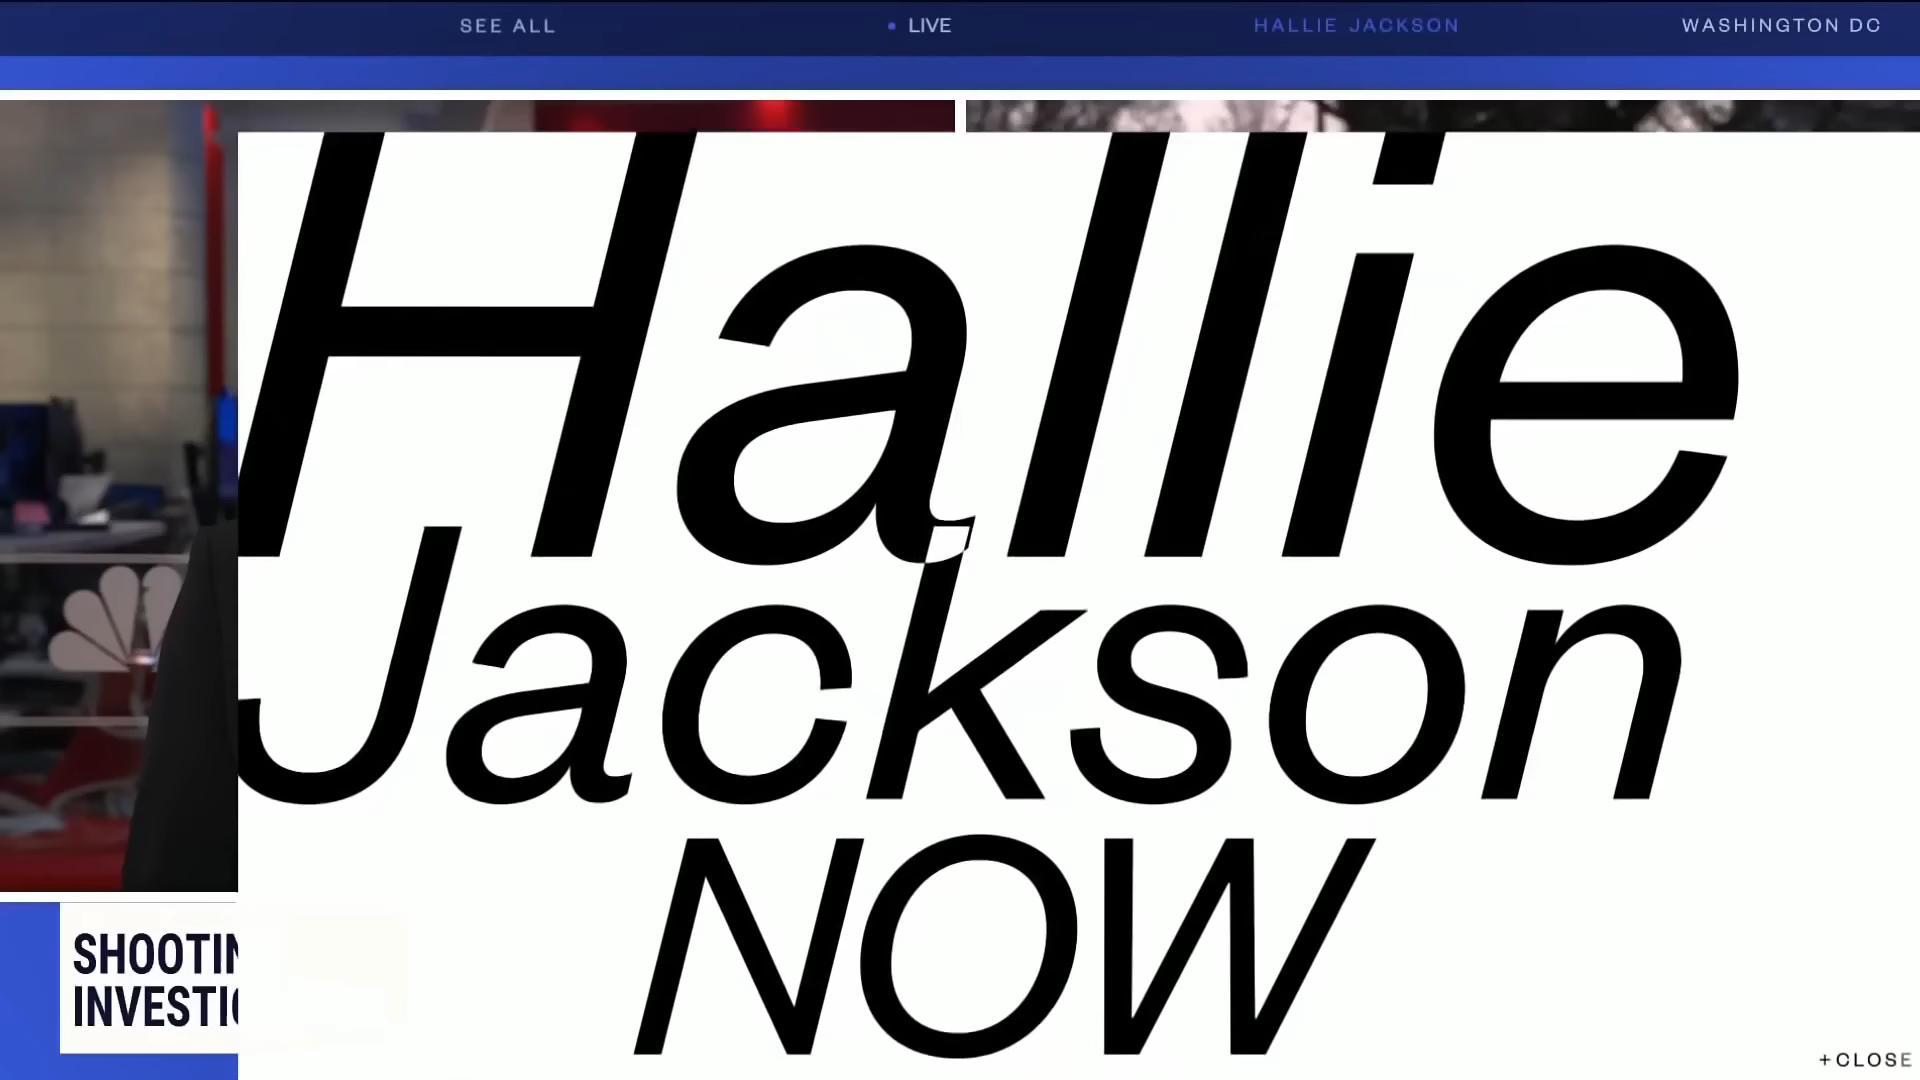 SEE ALL
LIVE
HALLIE JACKSON
WASHINGTON DC
Hallie
Jackson
NOW
+CLOSE